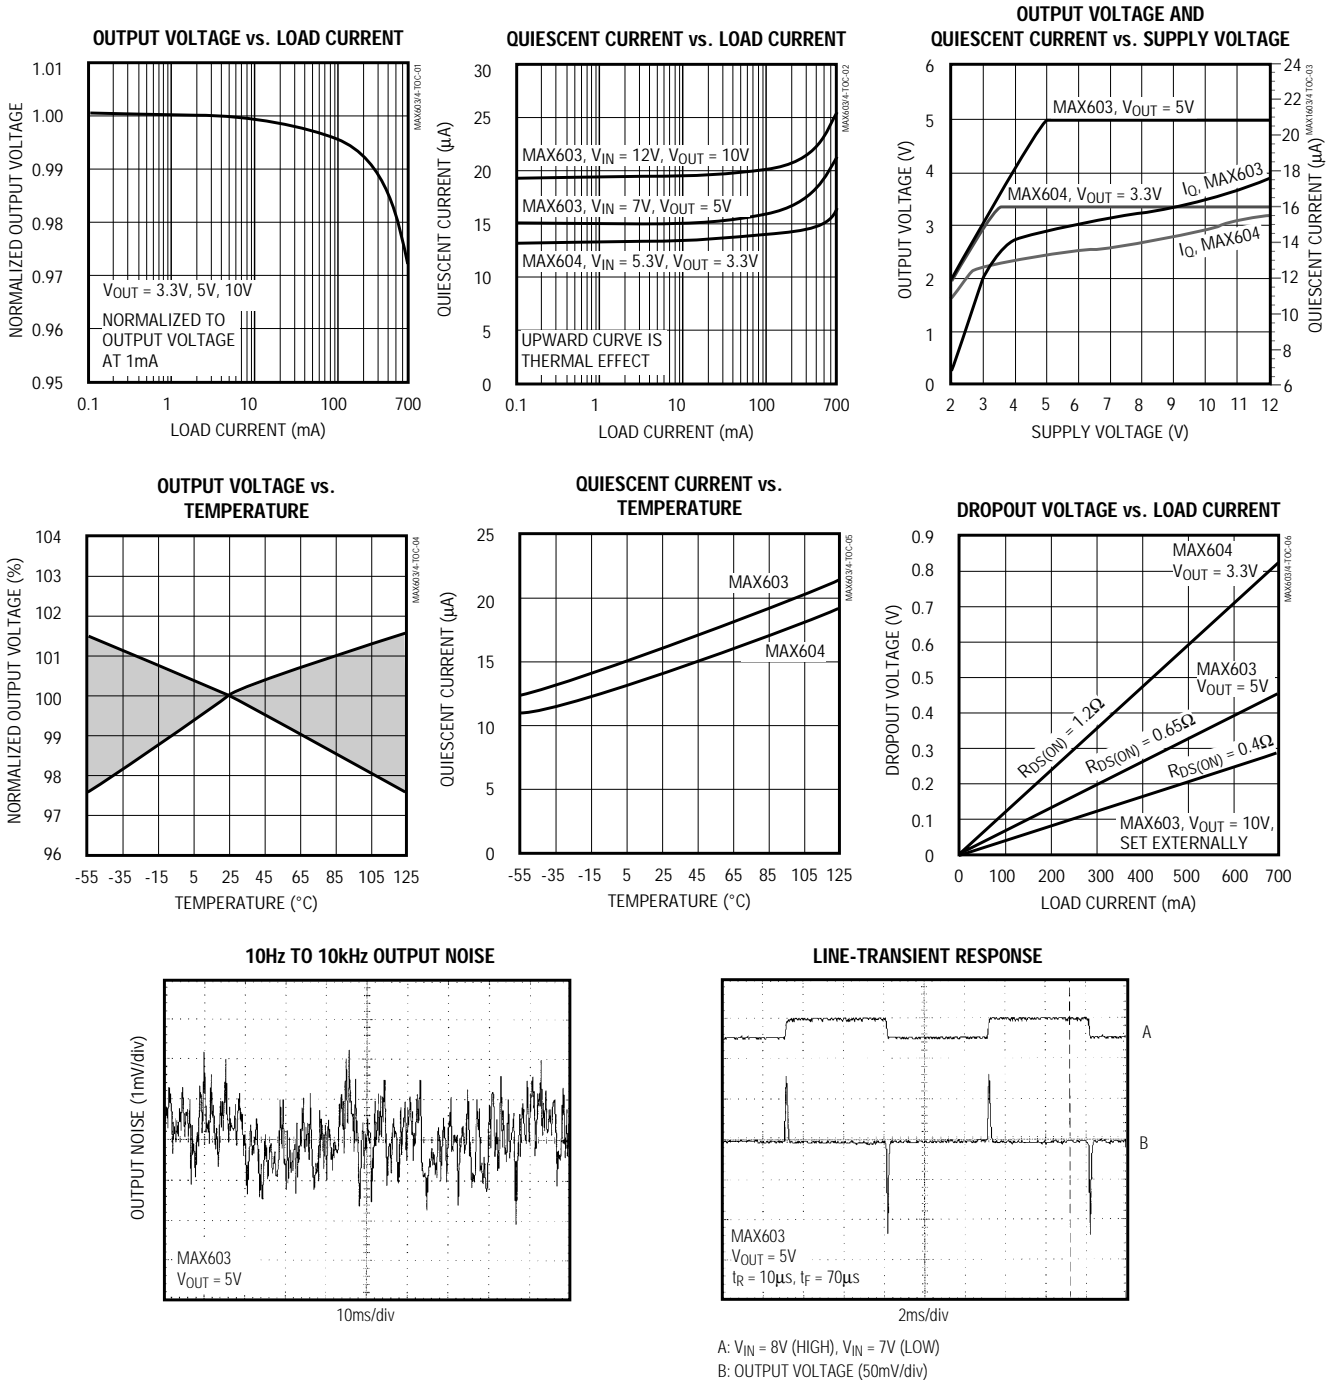 OUTPUT VOLTAGE vs. LOAD CURRENT
NORMALIZED OUTPUT VOLTAGE
1.01
1.00
0.99
0.98
0.97
0.96
0.95
VOUT = 3.3V, 5V, 10V
NORMALIZED TO
OUTPUT VOLTAGE
AT 1mA
0.1 1 10 100 700
LOAD CURRENT (mA)
MAX603/4-TOC-01
QUIESCENT CURRENT vs. LOAD CURRENT
QUIESCENT CURRENT (µA)
30
25
20
15
10
5
0
MAX603, VIN = 12V, VOUT = 10V
MAX603, VIN = 7V, VOUT = 5V
MAX604, VIN = 5.3V, VOUT = 3.3V
UPWARD CURVE IS
THERMAL EFFECT
0.1 1 10 100 700
LOAD CURRENT (mA)
MAX603/4-TOC-02
OUTPUT VOLTAGE AND
QUIESCENT CURRENT vs. SUPPLY VOLTAGE
OUTPUT VOLTAGE (V)
6
5
4
3
2
1
0
MAX603, VOUT = 5V
MAX604, VOUT = 3.3V
IQ, MAX603
IQ, MAX604
24
22
20
18
16
14
12
10
8
6
QUIESCENT CURRENT (µA)
2 3 4 5 6 7 8 9 10 11 12
SUPPLY VOLTAGE (V)
MAX1603/4 TOC-03
OUTPUT VOLTAGE vs.
TEMPERATURE
NORMALIZED OUTPUT VOLTAGE (%)
104
103
102
101
100
99
98
97
96
-55 -35 -15 5 25 45 65 85 105 125
TEMPERATURE (°C)
MAX603/4-TOC-04
QUIESCENT CURRENT vs.
TEMPERATURE
QUIESCENT CURRENT (µA)
25
20
15
10
5
0
MAX603
MAX604
-55 -35 -15 5 25 45 65 85 105 125
TEMPERATURE (°C)
MAX603/4-TOC-05
DROPOUT VOLTAGE vs. LOAD CURRENT
DROPOUT VOLTAGE (V)
0.9
0.8
0.7
0.6
0.5
0.4
0.3
0.2
0.1
0
MAX604
VOUT = 3.3V
MAX603
VOUT = 5V
RDS(ON) = 1.2Ω
RDS(ON) = 0.65Ω
RDS(ON) = 0.4Ω
MAX603, VOUT = 10V,
SET EXTERNALLY
0 100 200 300 400 500 600 700
LOAD CURRENT (mA)
MAX603/4-TOC-06
10Hz TO 10kHz OUTPUT NOISE
OUTPUT NOISE (1mV/div)
MAX603
VOUT = 5V
10ms/div
LINE-TRANSIENT RESPONSE
A
B
MAX603
VOUT = 5V
tR = 10µs, tF = 70µs
2ms/div
A: VIN = 8V (HIGH), VIN = 7V (LOW)
B: OUTPUT VOLTAGE (50mV/div)